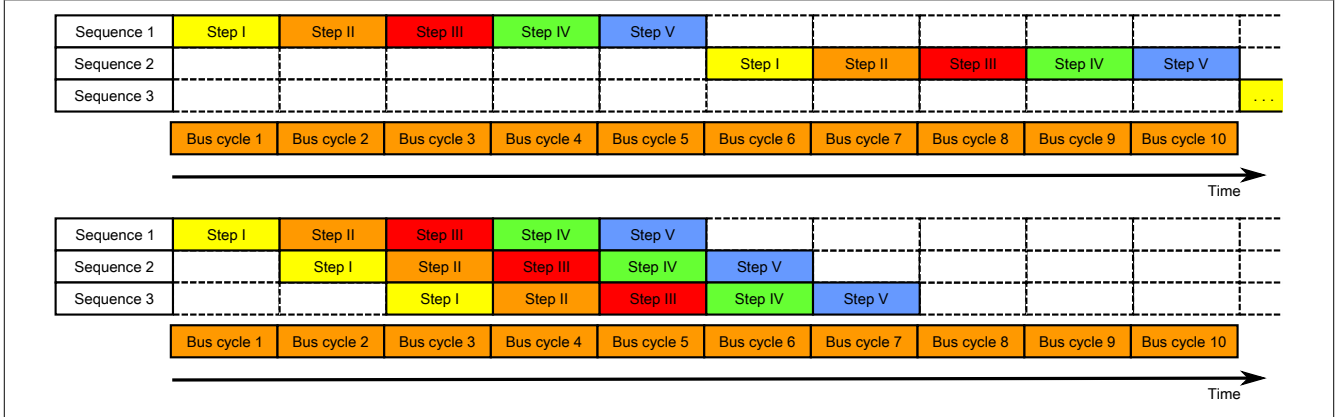 Sequence 1 Step I Step II Step III Step IV Step V
Sequence 2 Step I Step II Step III Step IV Step V
Sequence 3 . . .
Bus cycle 1 Bus cycle 2 Bus cycle 3 Bus cycle 4 Bus cycle 5 Bus cycle 6 Bus cycle 7 Bus cycle 8 Bus cycle 9 Bus cycle 10
Time
Sequence 1 Step I Step II Step III Step IV Step V
Sequence 2 Step I Step II Step III Step IV Step V
Sequence 3 Step I Step II Step III Step IV Step V
Bus cycle 1 Bus cycle 2 Bus cycle 3 Bus cycle 4 Bus cycle 5 Bus cycle 6 Bus cycle 7 Bus cycle 8 Bus cycle 9 Bus cycle 10
Time